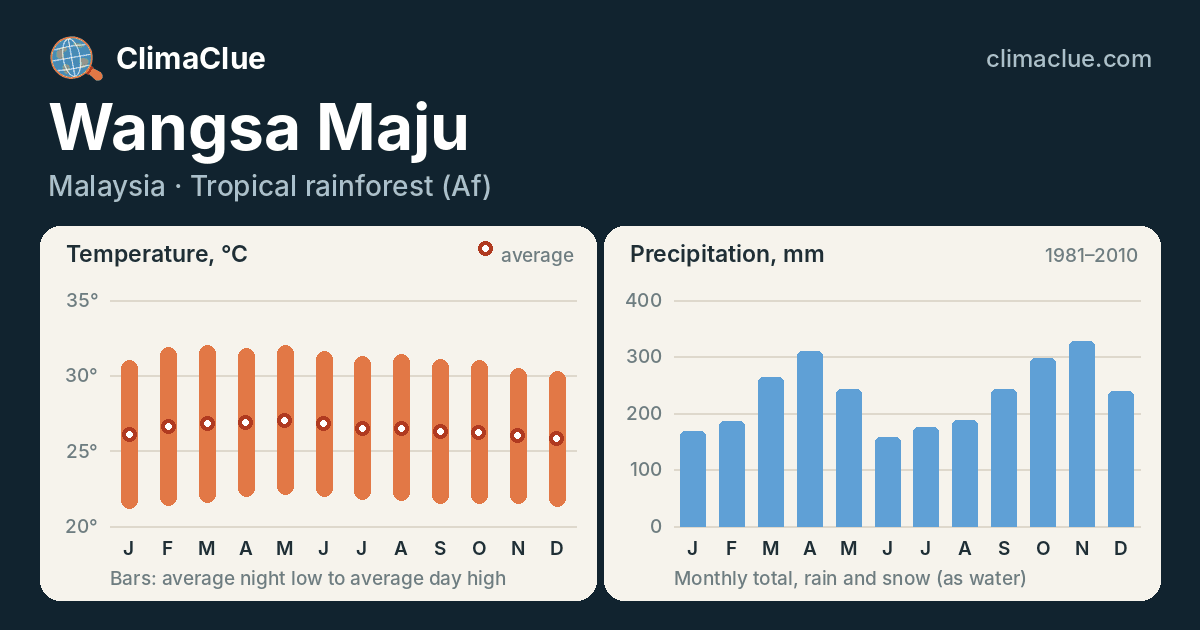 ClimaClue
climaclue.com
Wangsa Maju
Malaysia · Tropical rainforest (Af)
Temperature, °C
average
35°
30°
25°
20°
J F M A M J J A S O N D
Bars: average night low to average day high
Precipitation, mm
1981–2010
400
300
200
100
0
J F M A M J J A S O N D
Monthly total, rain and snow (as water)